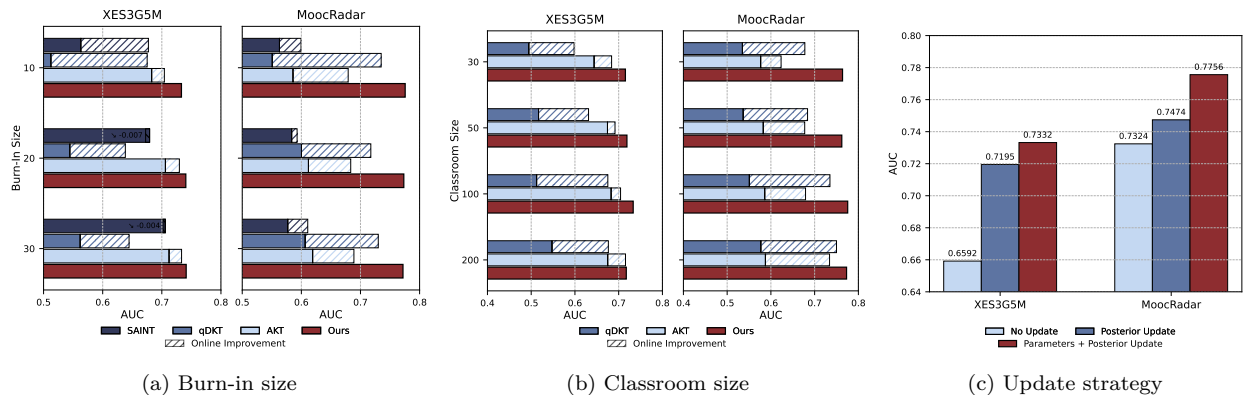 XES3G5M
MoocRadar
Burn-In Size
10
20
30
↘ -0.007
↘ -0.004
0.5 0.6 0.7 0.8
0.5 0.6 0.7 0.8
AUC
AUC
SAINT qDKT AKT Ours
Online Improvement
(a) Burn-in size
XES3G5M
MoocRadar
Classroom Size
30
50
100
200
0.4 0.5 0.6 0.7 0.8
0.4 0.5 0.6 0.7 0.8
AUC
AUC
qDKT AKT Ours
Online Improvement
(b) Classroom size
AUC
0.80
0.78
0.76
0.74
0.72
0.70
0.68
0.66
0.64
0.6592
0.7195
0.7332
0.7324
0.7474
0.7756
XES3G5M
MoocRadar
No Update Posterior Update
Parameters + Posterior Update
(c) Update strategy